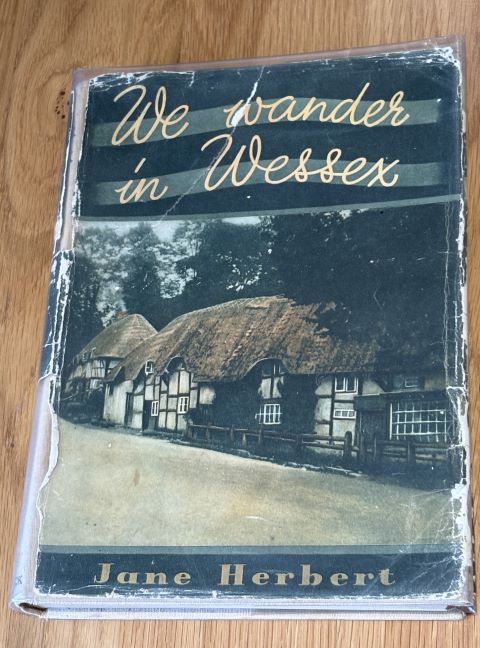 We wander
in Wessex
Jane Herbert